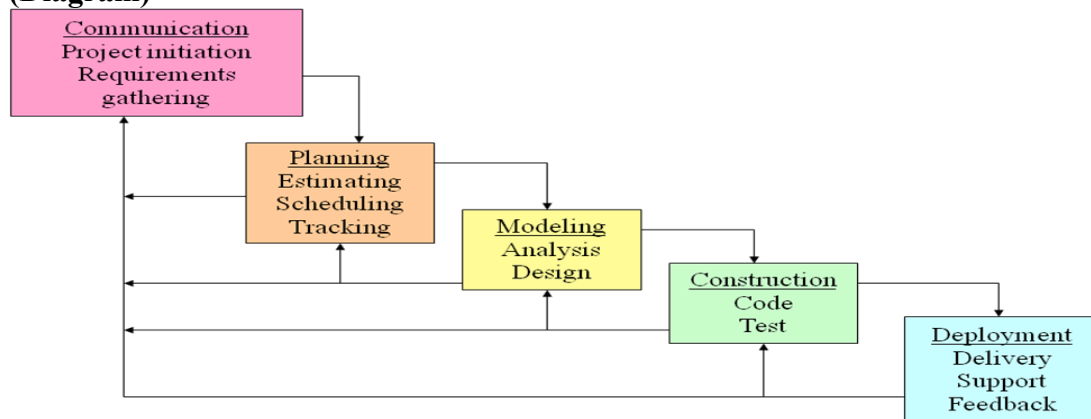 (Diagram)
Communication
Project initiation
Requirements
gathering
Planning
Estimating
Scheduling
Tracking
Modeling
Analysis
Design
Construction
Code
Test
Deployment
Delivery
Support
Feedback